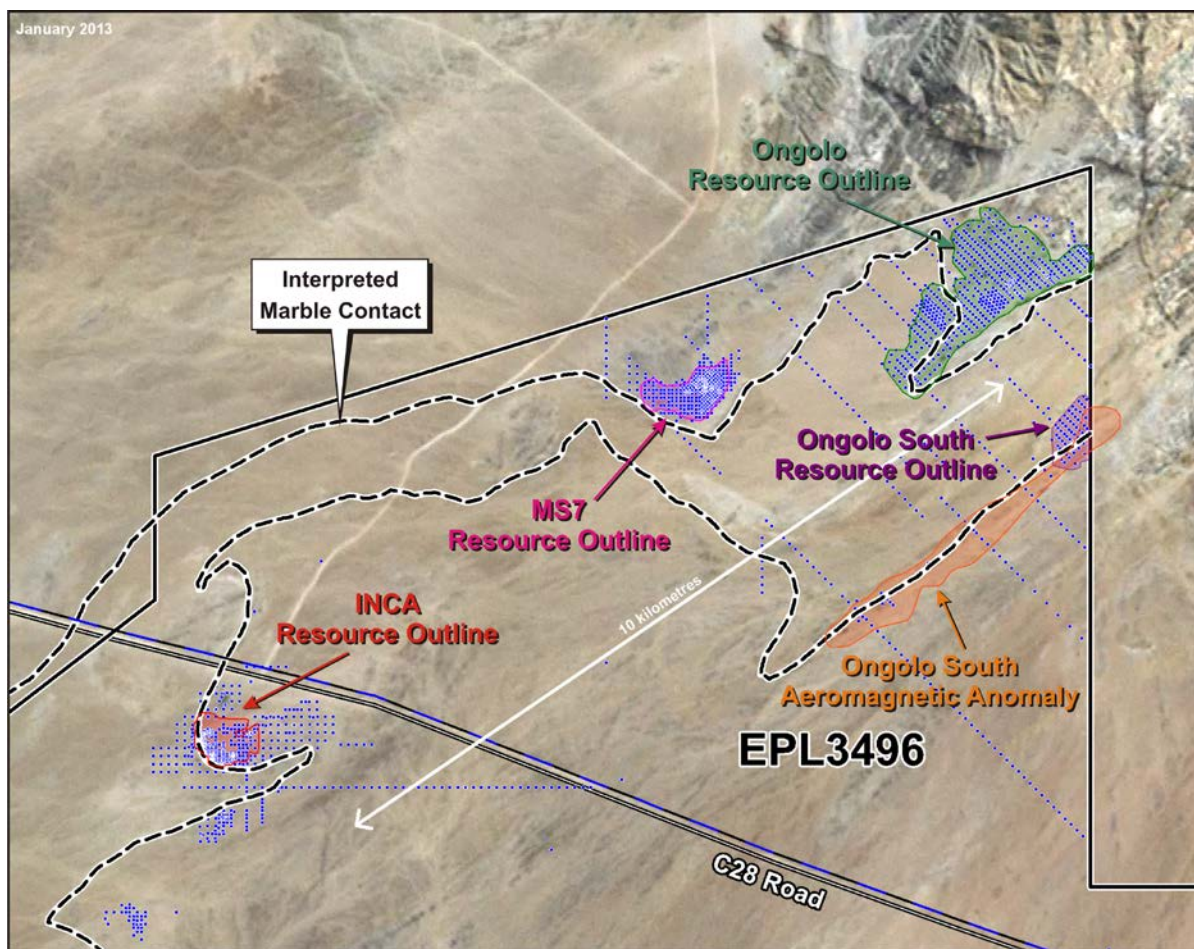 January 2013
Ongolo
Resource Outline
Interpreted
Marble Contact
Ongolo South
Resource Outline
MS7
Resource Outline
10 kilometres
INCA
Resource Outline
Ongolo South
Aeromagnetic Anomaly
EPL3496
C28 Road